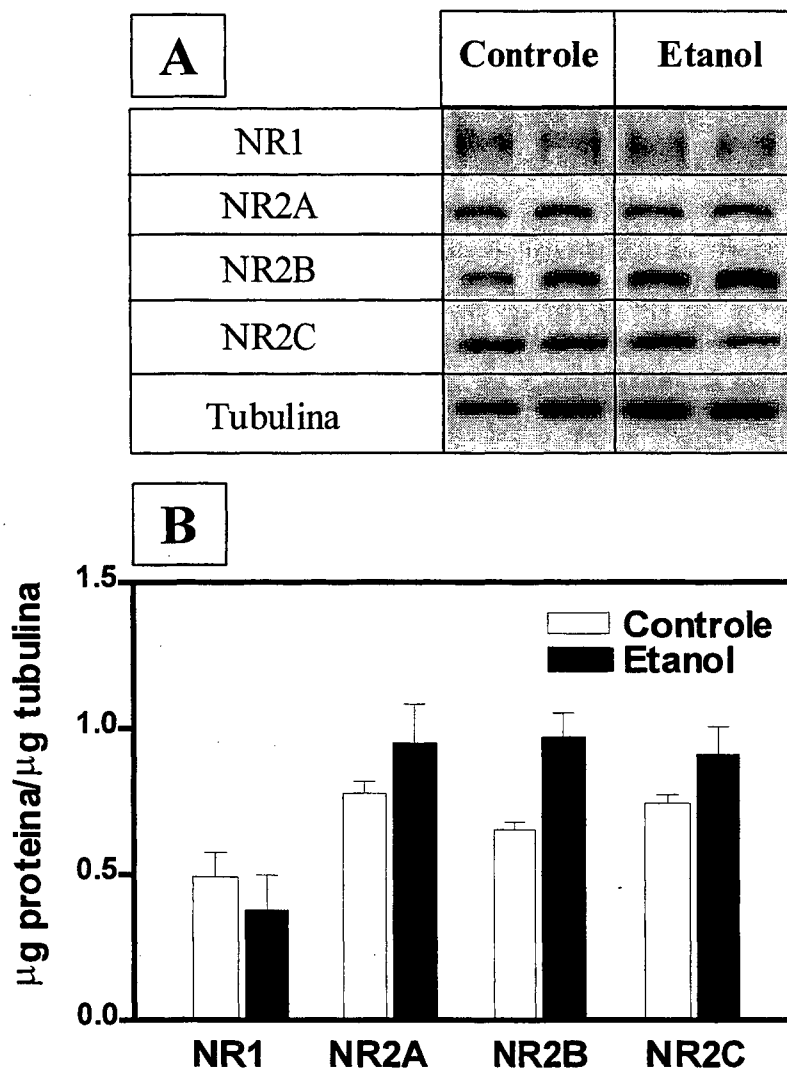 A
Controle Etanol
NR1
NR2A
NR2B
NR2C
Tubulina
B
µg proteina/µg tubulina
1.5
1.0
0.5
0.0
Controle
Etanol
NR1 NR2A NR2B NR2C